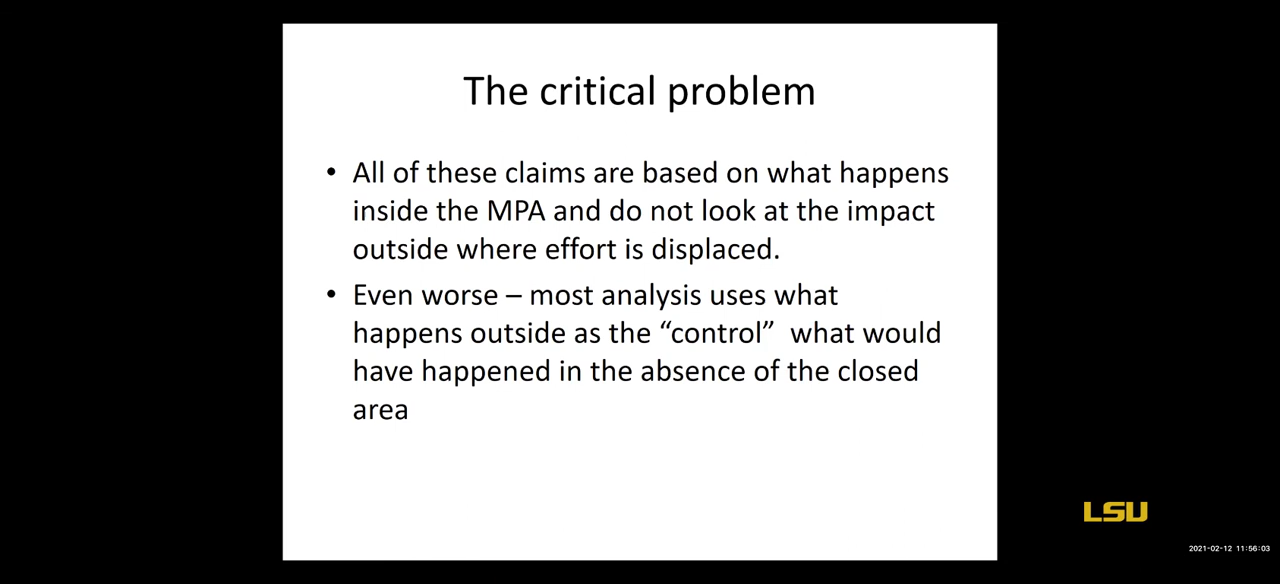 The critical problem
• All of these claims are based on what happens
inside the MPA and do not look at the impact
outside where effort is displaced.
• Even worse – most analysis uses what
happens outside as the “control”  what would
have happened in the absence of the closed
area
LSU
2021-02-12 11:56:03